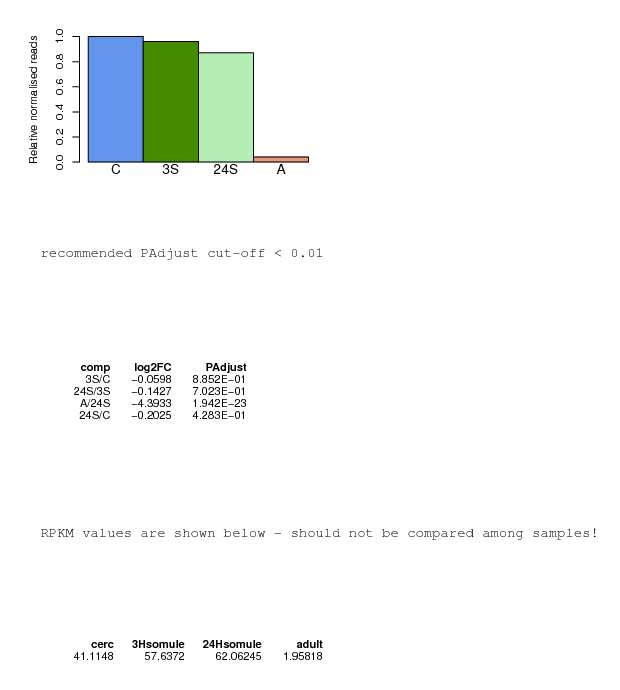 Relative normalised reads
1.0
0.8
0.6
0.4
0.2
0.0
C 3S 24S A
recommended PAdjust cut-off < 0.01
comp log2FC PAdjust
3S/C −0.0598 8.852E−01
24S/3S −0.1427 7.023E−01
A/24S −4.3933 1.942E−23
24S/C −0.2025 4.283E−01
RPKM values are shown below - should not be compared among samples!
cerc 3Hsomule 24Hsomule adult
41.1148 57.6372 62.06245 1.95818